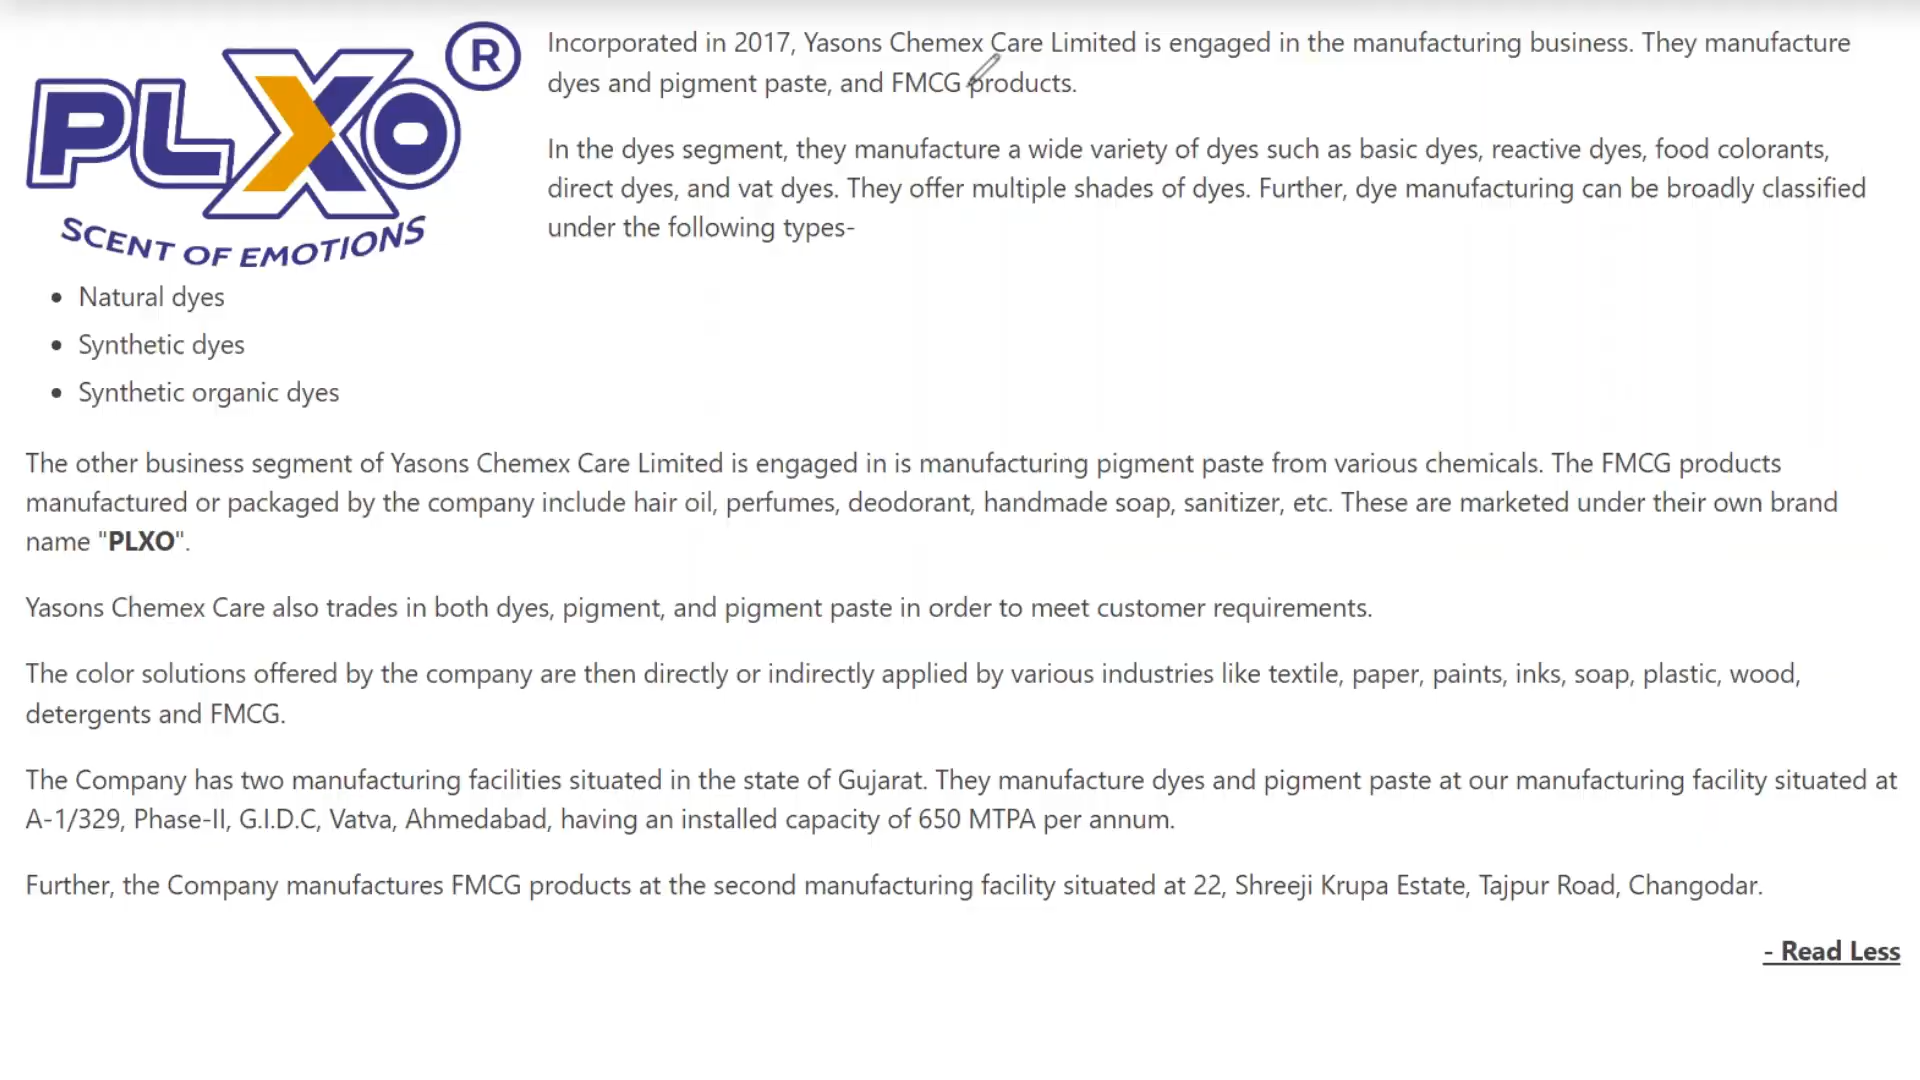 PLXO
®
SCENT OF EMOTIONS
Incorporated in 2017, Yasons Chemex Care Limited is engaged in the manufacturing business. They manufacture
dyes and pigment paste, and FMCG products.
In the dyes segment, they manufacture a wide variety of dyes such as basic dyes, reactive dyes, food colorants,
direct dyes, and vat dyes. They offer multiple shades of dyes. Further, dye manufacturing can be broadly classified
under the following types-
• Natural dyes
• Synthetic dyes
• Synthetic organic dyes
The other business segment of Yasons Chemex Care Limited is engaged in is manufacturing pigment paste from various chemicals. The FMCG products
manufactured or packaged by the company include hair oil, perfumes, deodorant, handmade soap, sanitizer, etc. These are marketed under their own brand
name "PLXO".
Yasons Chemex Care also trades in both dyes, pigment, and pigment paste in order to meet customer requirements.
The color solutions offered by the company are then directly or indirectly applied by various industries like textile, paper, paints, inks, soap, plastic, wood,
detergents and FMCG.
The Company has two manufacturing facilities situated in the state of Gujarat. They manufacture dyes and pigment paste at our manufacturing facility situated at
A-1/329, Phase-II, G.I.D.C, Vatva, Ahmedabad, having an installed capacity of 650 MTPA per annum.
Further, the Company manufactures FMCG products at the second manufacturing facility situated at 22, Shreeji Krupa Estate, Tajpur Road, Changodar.
- Read Less